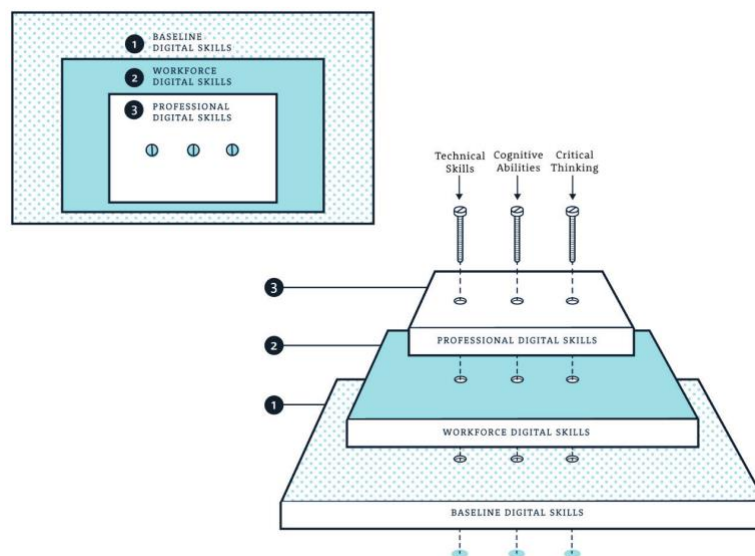 1 BASELINE
DIGITAL SKILLS
2 WORKFORCE
DIGITAL SKILLS
3 PROFESSIONAL
DIGITAL SKILLS
Technical
Skills
Cognitive
Abilities
Critical
Thinking
3
PROFESSIONAL DIGITAL SKILLS
2
WORKFORCE DIGITAL SKILLS
1
BASELINE DIGITAL SKILLS